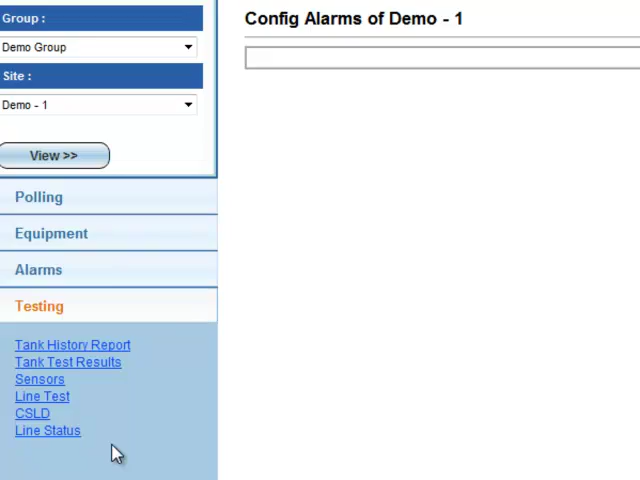 Group :
Demo Group
Site :
Demo - 1
View >>
Polling
Equipment
Alarms
Testing
Tank History Report
Tank Test Results
Sensors
Line Test
CSLD
Line Status
Config Alarms of Demo - 1